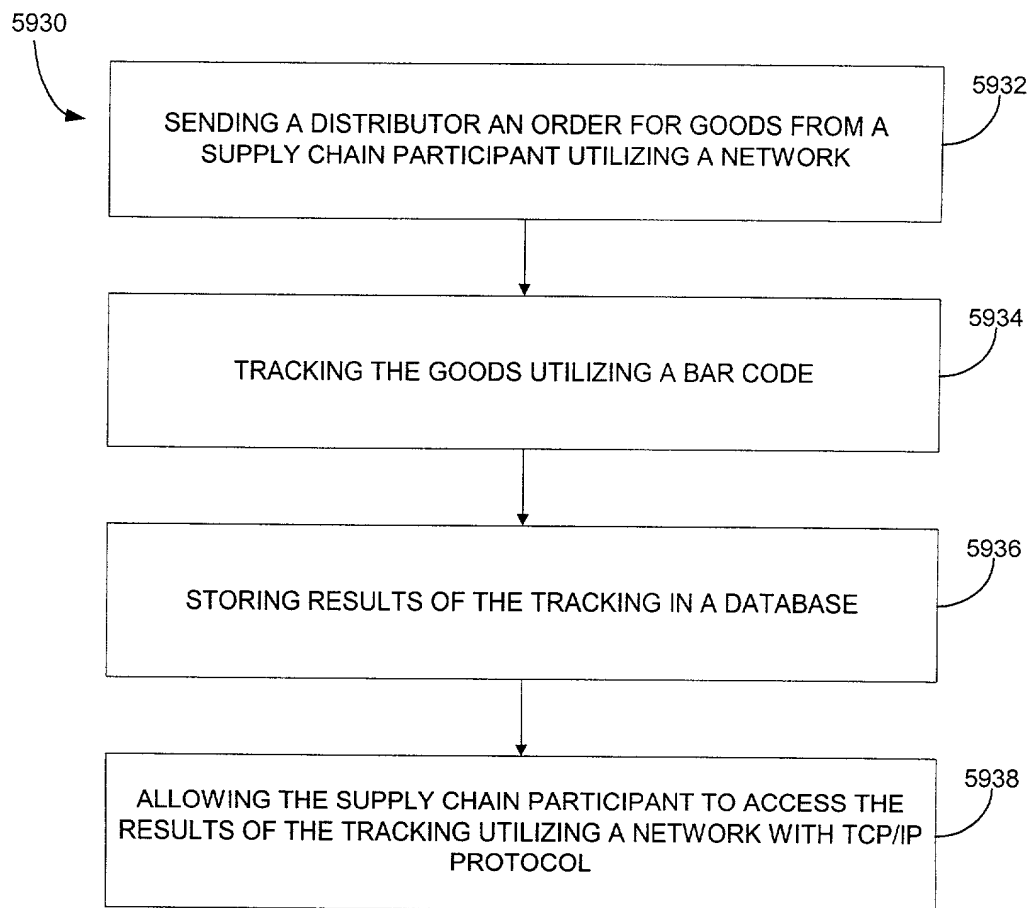 5930
5932
SENDING A DISTRIBUTOR AN ORDER FOR GOODS FROM A
SUPPLY CHAIN PARTICIPANT UTILIZING A NETWORK
5934
TRACKING THE GOODS UTILIZING A BAR CODE
5936
STORING RESULTS OF THE TRACKING IN A DATABASE
5938
ALLOWING THE SUPPLY CHAIN PARTICIPANT TO ACCESS THE
RESULTS OF THE TRACKING UTILIZING A NETWORK WITH TCP/IP
PROTOCOL